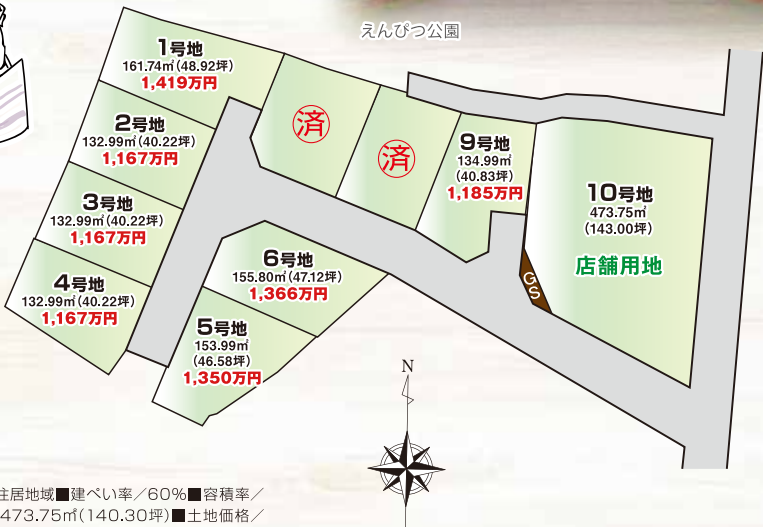 えんぴつ公園
1号地
161.74㎡(48.92坪)
1,419万円
2号地
132.99㎡(40.22坪)
1,167万円
3号地
132.99㎡(40.22坪)
1,167万円
4号地
132.99㎡(40.22坪)
1,167万円
済
済
9号地
134.99㎡
(40.83坪)
1,185万円
10号地
473.75㎡
(143.00坪)
店舗用地
6号地
155.80㎡(47.12坪)
1,366万円
5号地
153.99㎡
(46.58坪)
1,350万円
GS
N
住居地域■建ぺい率／60%■容積率／
473.75㎡(140.30坪)■土地価格／